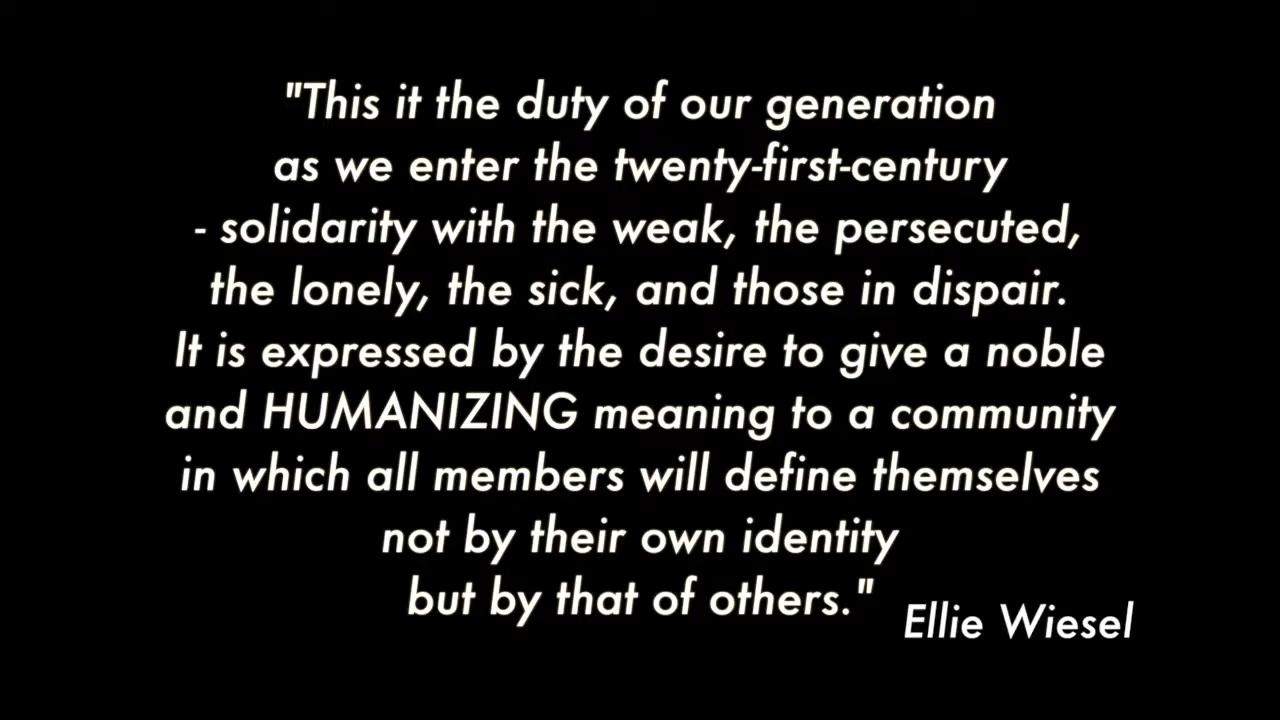 "This it the duty of our generation
as we enter the twenty-first-century
- solidarity with the weak, the persecuted,
the lonely, the sick, and those in dispair.
It is expressed by the desire to give a noble
and HUMANIZING meaning to a community
in which all members will define themselves
not by their own identity
but by that of others."
Ellie Wiesel